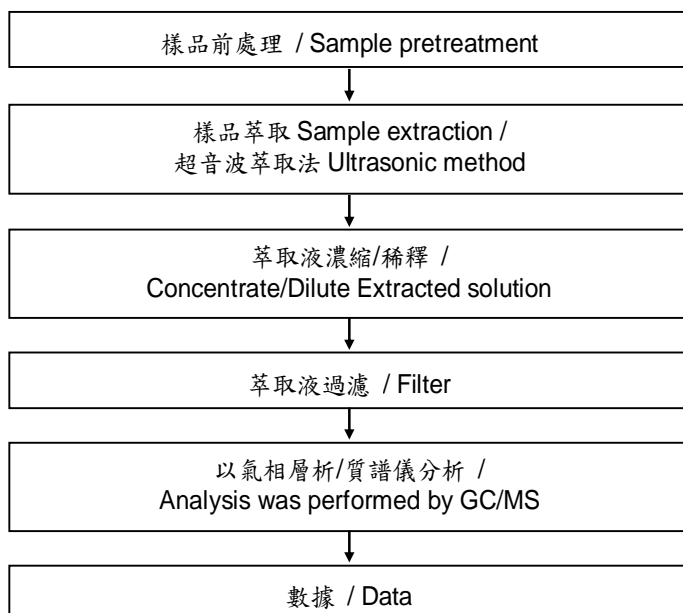 樣品前處理 / Sample pretreatment
樣品萃取 Sample extraction /
超音波萃取法 Ultrasonic method
萃取液濃縮/稀釋 /
Concentrate/Dilute Extracted solution
萃取液過濾 / Filter
以氣相層析/質譜儀分析 /
Analysis was performed by GC/MS
數據 / Data